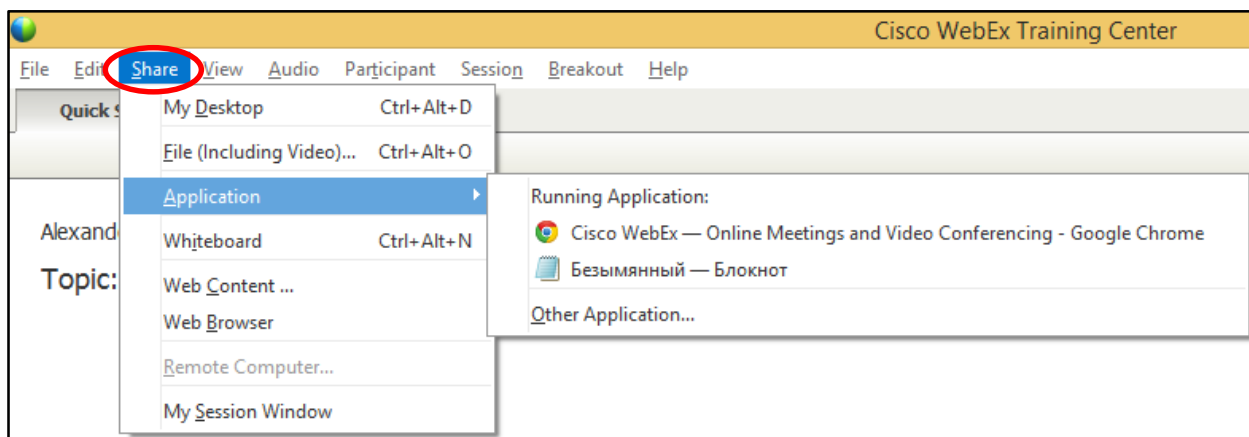 Cisco WebEx Training Center
File Edit Share View Audio Participant Session Breakout Help
Quick S
My Desktop Ctrl+Alt+D
File (Including Video)... Ctrl+Alt+O
Application
Running Application:
Cisco WebEx — Online Meetings and Video Conferencing - Google Chrome
Безымянный — Блокнот
Other Application...
Alexand
Whiteboard Ctrl+Alt+N
Topic:
Web Content ...
Web Browser
Remote Computer...
My Session Window